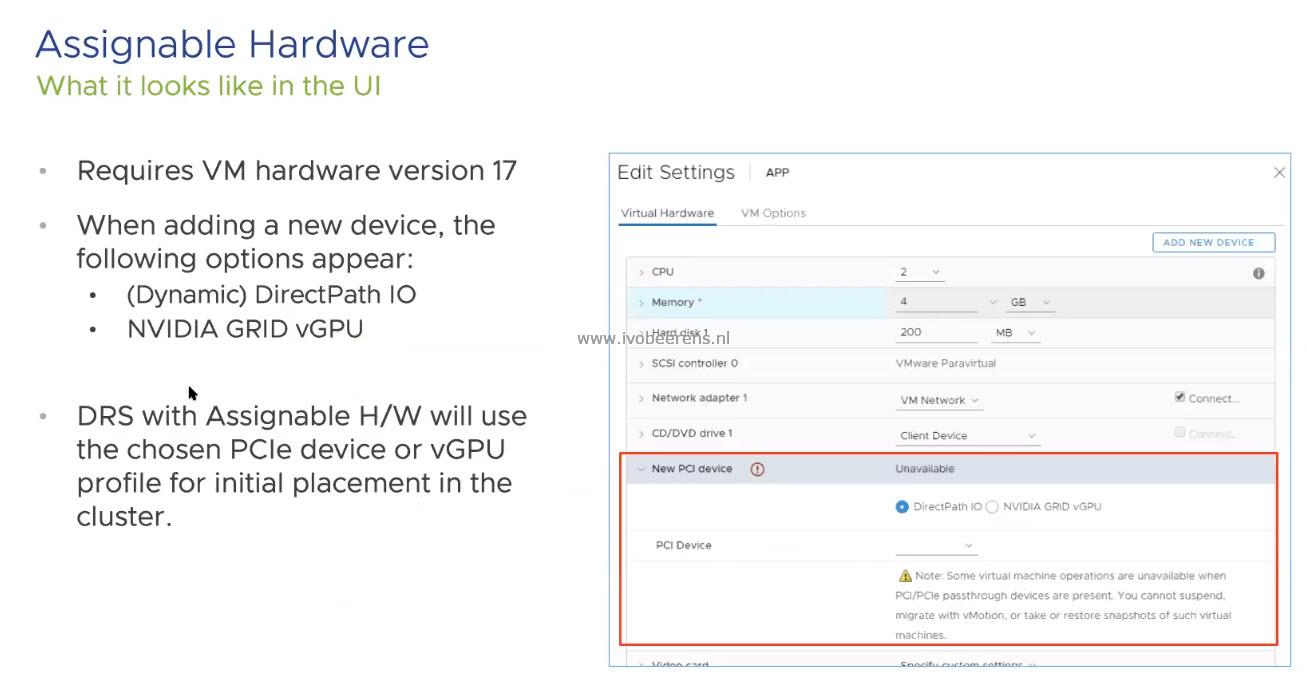 Assignable Hardware
What it looks like in the UI
• Requires VM hardware version 17
• When adding a new device, the
following options appear:
• (Dynamic) DirectPath IO
• NVIDIA GRID vGPU
• DRS with Assignable H/W will use
the chosen PCIe device or vGPU
profile for initial placement in the
cluster.
Edit Settings | APP
Virtual Hardware VM Options
ADD NEW DEVICE
CPU 2
Memory * 4 GB
Hard disk 1 200 MB
www.ivobeerens.nl
SCSI controller 0 VMware Paravirtual
Network adapter 1 VM Network Connect...
CD/DVD drive 1 Client Device Connect...
New PCI device Unavailable
DirectPath IO NVIDIA GRID vGPU
PCI Device
Note: Some virtual machine operations are unavailable when
PCI/PCIe passthrough devices are present. You cannot suspend,
migrate with vMotion, or take or restore snapshots of such virtual
machines.
Video card Specify custom settings